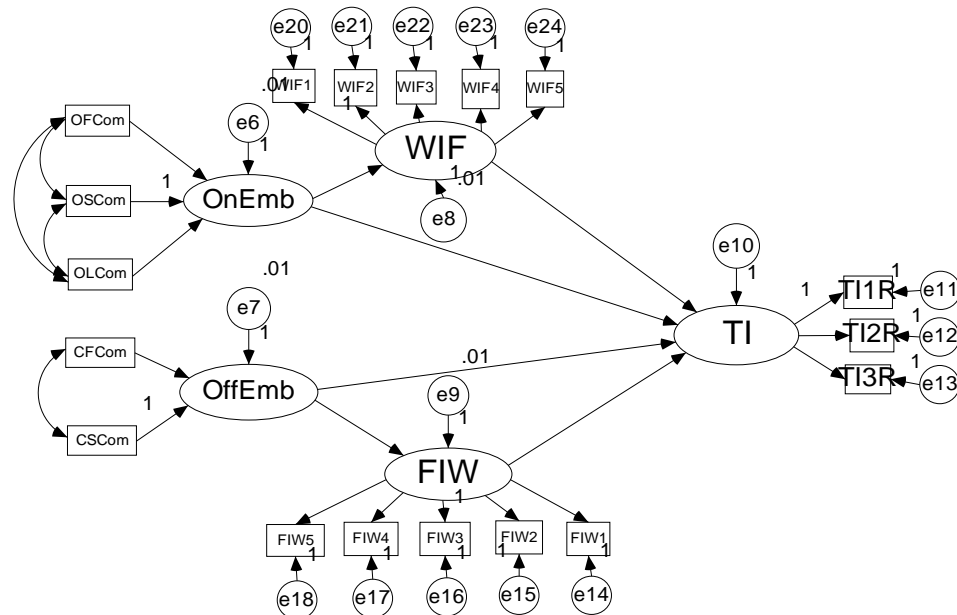 e20 e21 e22 e23 e24
1 1 1 1 1
WIF1 WIF2 WIF3 WIF4 WIF5
.01 1
OFCom e6 1 WIF
1 .01
OSCom 1 OnEmb e8
OLCom
e10
1
.01 TI1R 1 e11
1
e7 TI TI2R 1 e12
1
CFCom .01 TI3R 1 e13
1 OffEmb e9
1
CSCom FIW
1
FIW5 FIW4 FIW3 FIW2 FIW1
1 1 1 1 1 1
e18 e17 e16 e15 e14